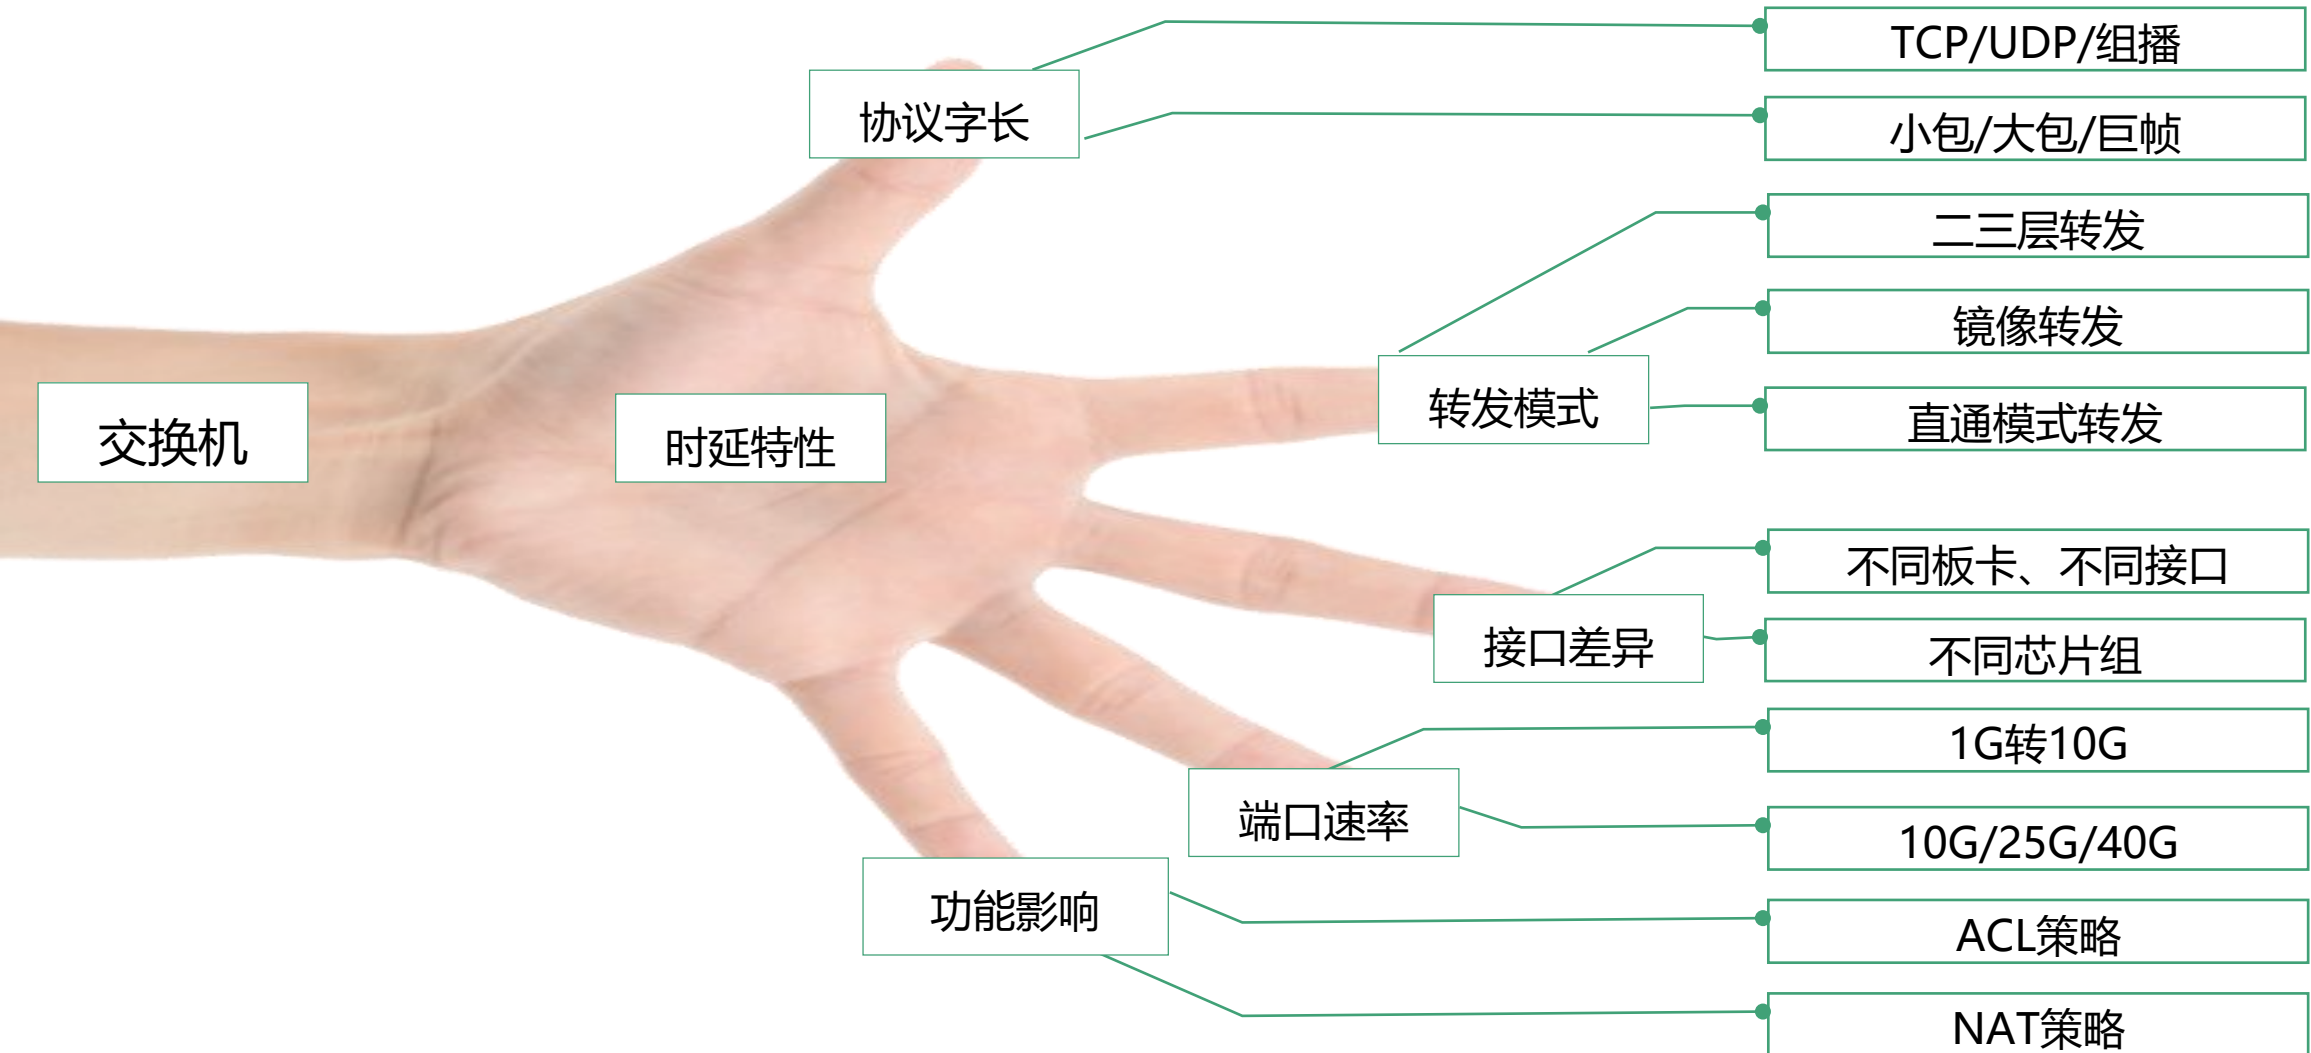 TCP/UDP/组播
协议字长
小包/大包/巨帧
二三层转发
镜像转发
转发模式
直通模式转发
交换机
时延特性
不同板卡、不同接口
接口差异
不同芯片组
1G转10G
端口速率
10G/25G/40G
功能影响
ACL策略
NAT策略